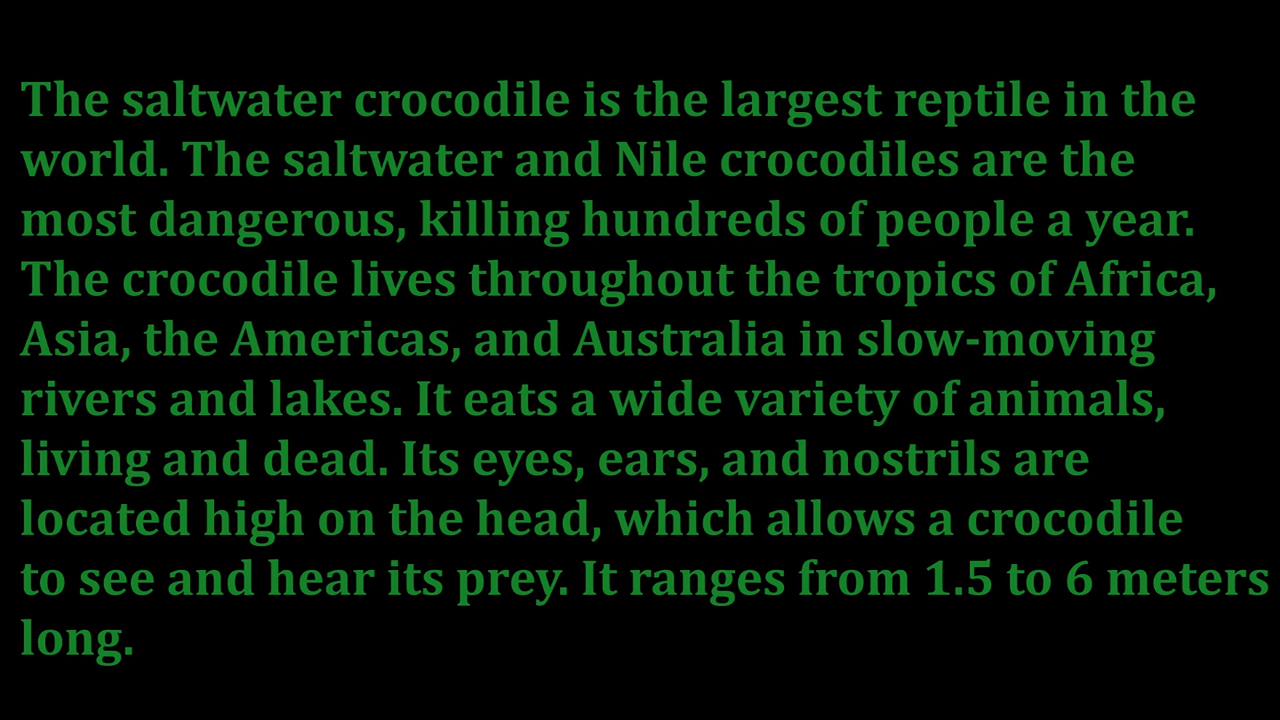 The saltwater crocodile is the largest reptile in the
world. The saltwater and Nile crocodiles are the
most dangerous, killing hundreds of people a year.
The crocodile lives throughout the tropics of Africa,
Asia, the Americas, and Australia in slow-moving
rivers and lakes. It eats a wide variety of animals,
living and dead. Its eyes, ears, and nostrils are
located high on the head, which allows a crocodile
to see and hear its prey. It ranges from 1.5 to 6 meters
long.